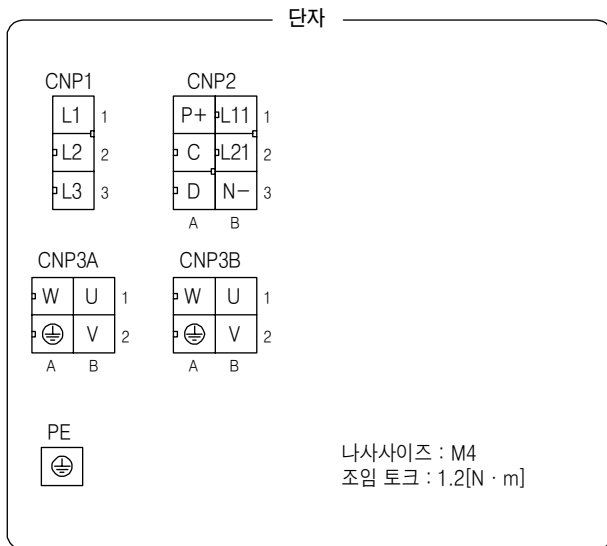 단자
CNP1
L1 1
L2 2
L3 3
CNP2
P+ L11 1
C L21 2
D N− 3
A B
CNP3A
W U 1
V 2
A B
CNP3B
W U 1
V 2
A B
PE
나사사이즈 : M4
조임 토크 : 1.2[N · m]